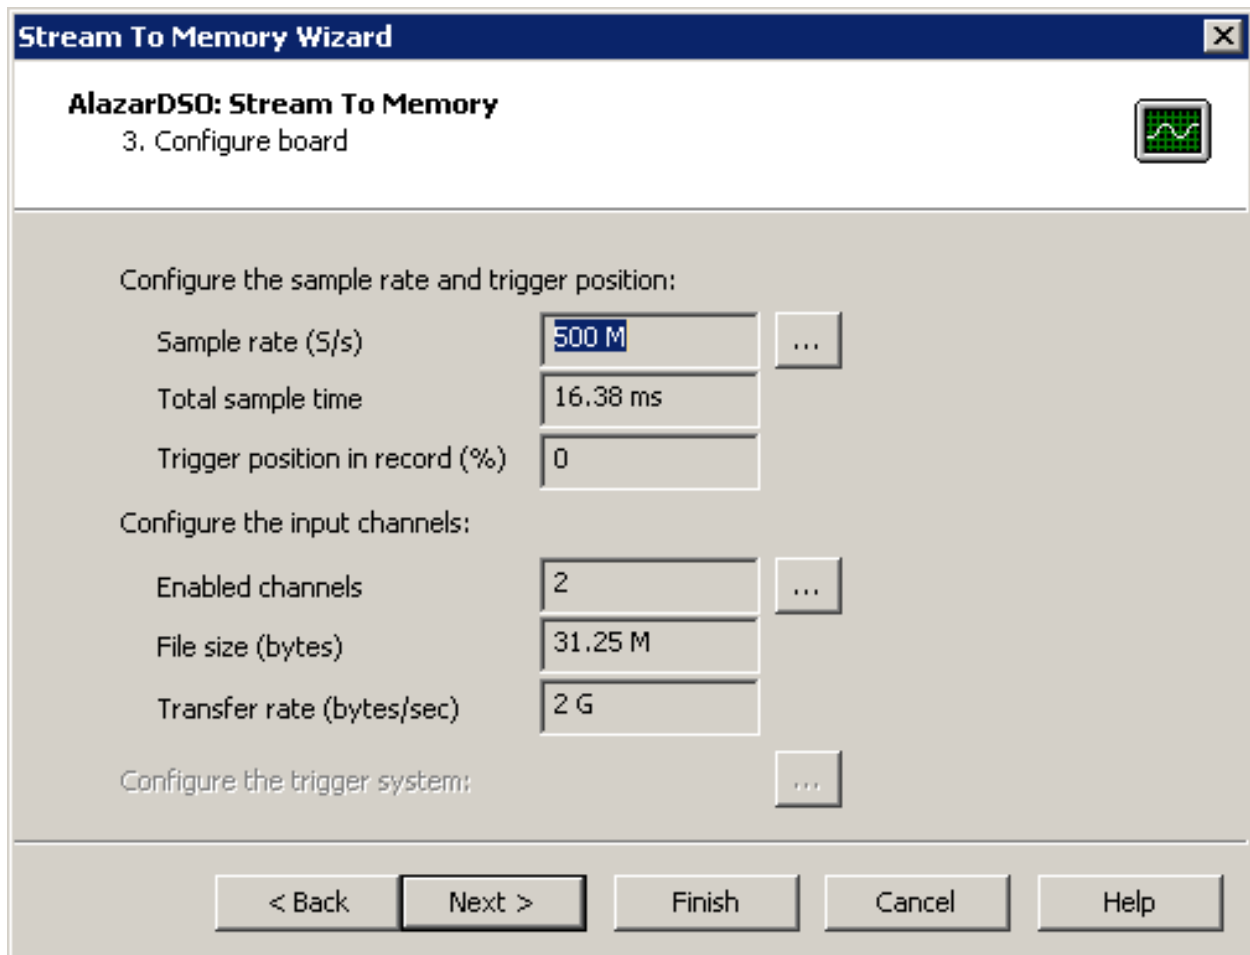 Stream To Memory Wizard
AlazarDSO: Stream To Memory
3. Configure board
Configure the sample rate and trigger position:
Sample rate (S/s) 500 M ...
Total sample time 16.38 ms
Trigger position in record (%) 0
Configure the input channels:
Enabled channels 2 ...
File size (bytes) 31.25 M
Transfer rate (bytes/sec) 2 G
Configure the trigger system: ...
< Back Next > Finish Cancel Help